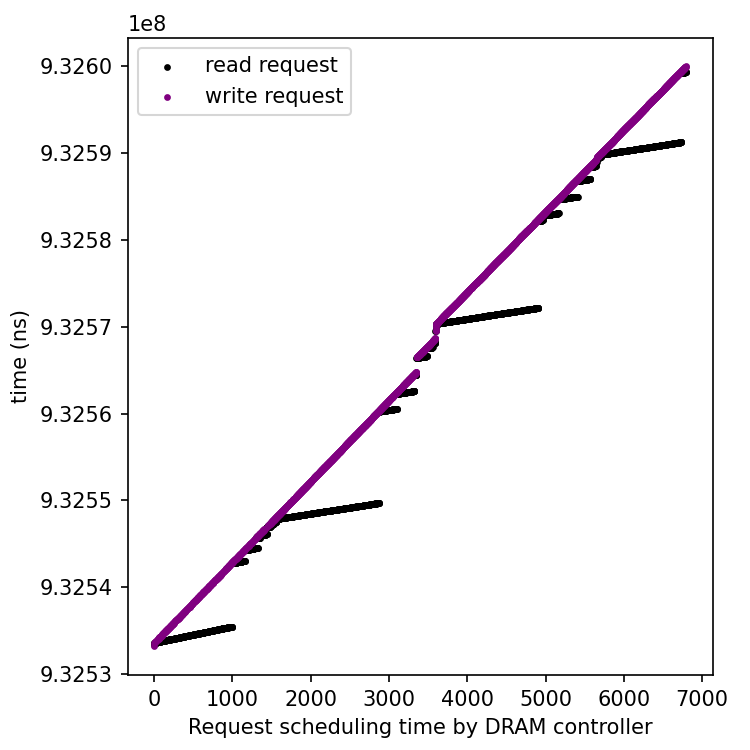 1e8
read request
write request
9.3260
9.3259
9.3258
9.3257
9.3256
9.3255
9.3254
9.3253
time (ns)
0 1000 2000 3000 4000 5000 6000 7000
Request scheduling time by DRAM controller